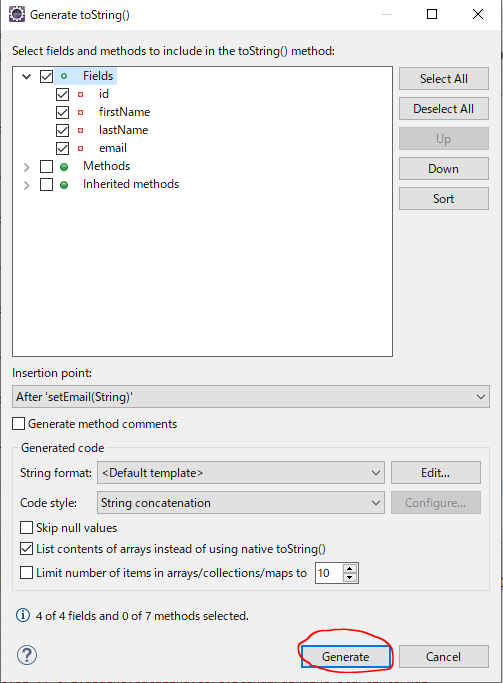 Generate toString()
Select fields and methods to include in the toString() method:
Fields
id
firstName
lastName
email
Methods
Inherited methods
Select All
Deselect All
Up
Down
Sort
Insertion point:
After 'setEmail(String)'
Generate method comments
Generated code
String format: <Default template> Edit...
Code style: String concatenation Configure...
Skip null values
List contents of arrays instead of using native toString()
Limit number of items in arrays/collections/maps to 10
4 of 4 fields and 0 of 7 methods selected.
Generate Cancel